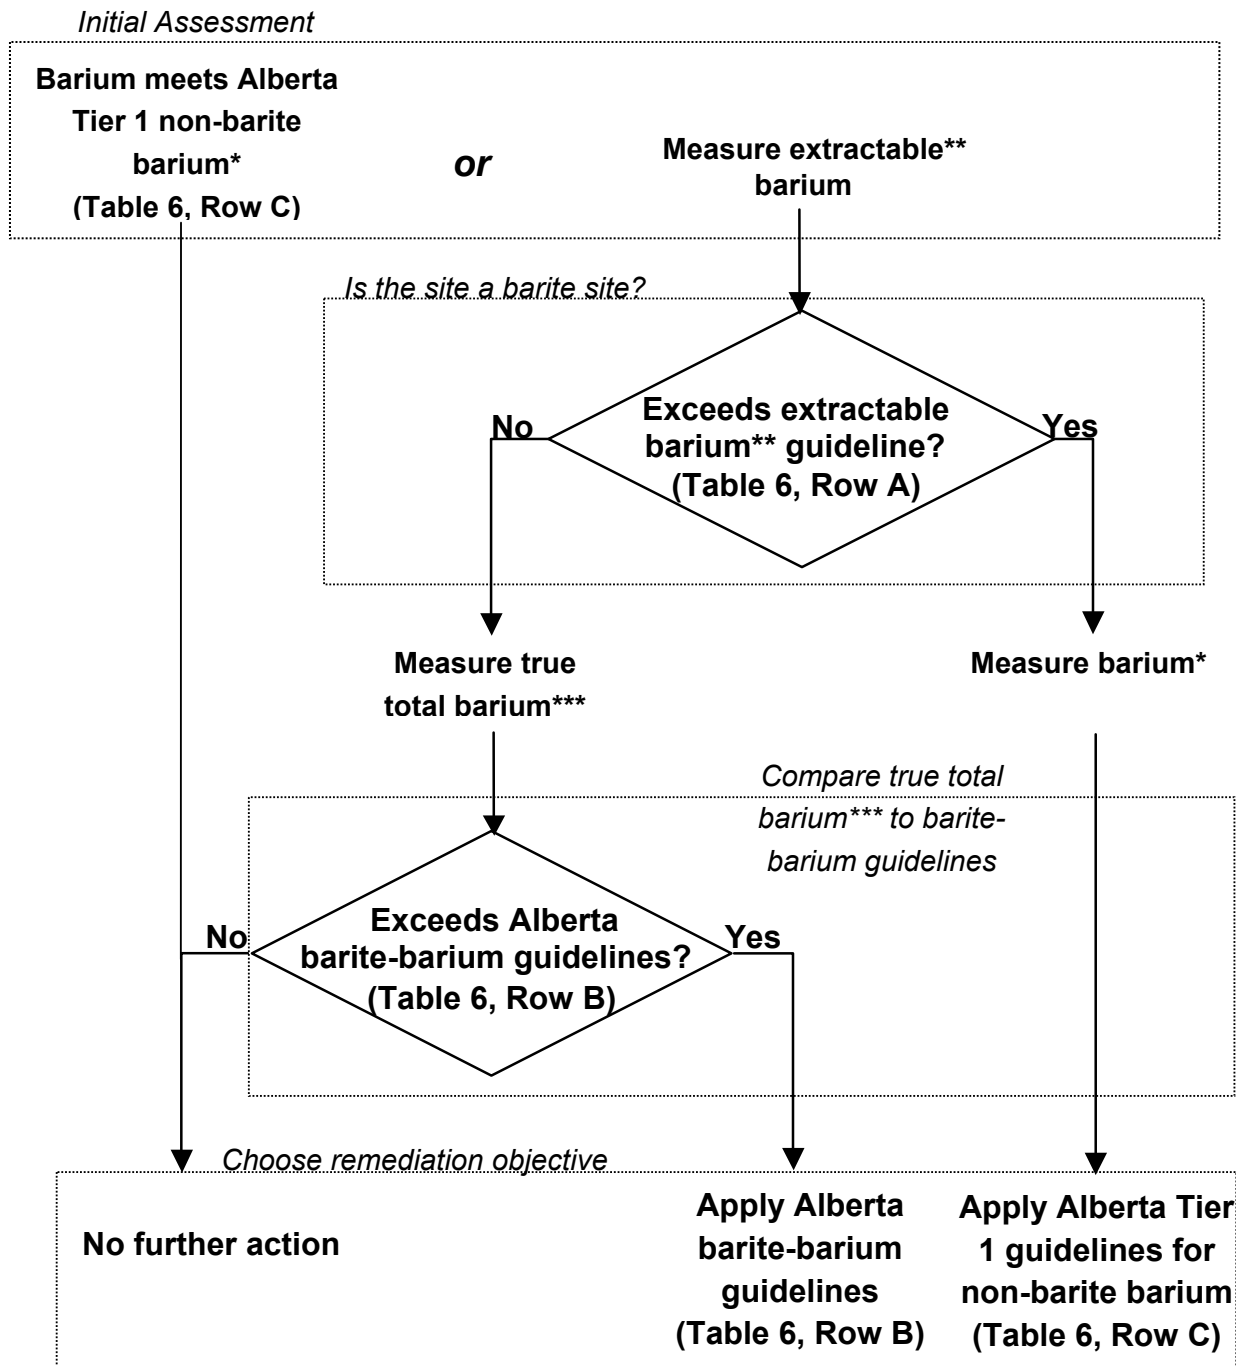 Initial Assessment
Barium meets Alberta
Tier 1 non-barite
barium*
(Table 6, Row C)
or
Measure extractable**
barium
Is the site a barite site?
Exceeds extractable
barium** guideline?
(Table 6, Row A)
No
Yes
Measure true
total barium***
Measure barium*
Compare true total
barium*** to barite-
barium guidelines
Exceeds Alberta
barite-barium guidelines?
(Table 6, Row B)
No
Yes
Choose remediation objective
No further action
Apply Alberta
barite-barium
guidelines
(Table 6, Row B)
Apply Alberta Tier
1 guidelines for
non-barite barium
(Table 6, Row C)